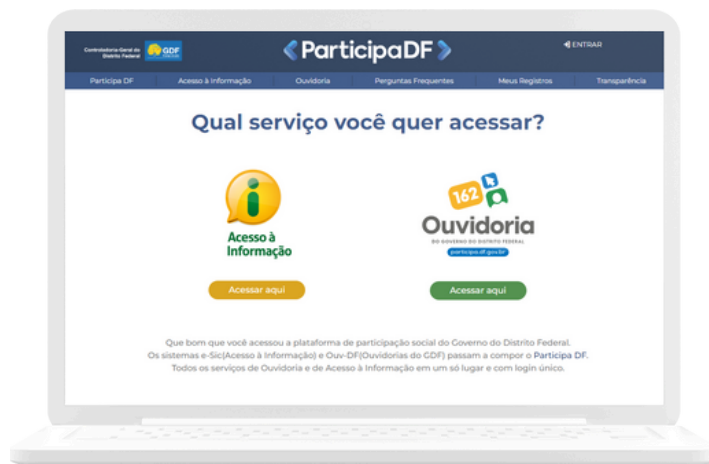 Controladoria-Geral do
Distrito Federal
GDF
ParticipaDF
ENTRAR
Participa DF
Acesso à Informação
Ouvidoria
Perguntas Frequentes
Meus Registros
Transparência
Qual serviço você quer acessar?
i
Acesso à
Informação
162
Ouvidoria
DO GOVERNO DO DISTRITO FEDERAL
participa.df.gov.br
Acessar aqui
Acessar aqui
Que bom que você acessou a plataforma de participação social do Governo do Distrito Federal.
Os sistemas e-Sic(Acesso à Informação) e Ouv-DF(Ouvidorias do GDF) passam a compor o Participa DF.
Todos os serviços de Ouvidoria e de Acesso à Informação em um só lugar e com login único.